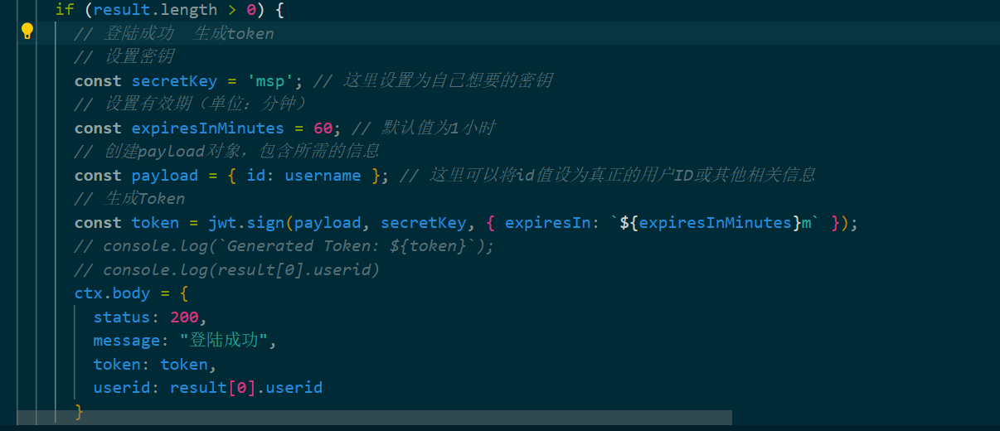 if (result.length > 0) {
// 登陆成功  生成token
// 设置密钥
const secretKey = 'msp'; // 这里设置为自己想要的密钥
// 设置有效期（单位：分钟）
const expiresInMinutes = 60; // 默认值为1小时
// 创建payload对象，包含所需的信息
const payload = { id: username }; // 这里可以将id值设为真正的用户ID或其他相关信息
// 生成Token
const token = jwt.sign(payload, secretKey, { expiresIn: `${expiresInMinutes}m` });
// console.log(`Generated Token: ${token}`);
// console.log(result[0].userid)
ctx.body = {
status: 200,
message: "登陆成功",
token: token,
userid: result[0].userid
}